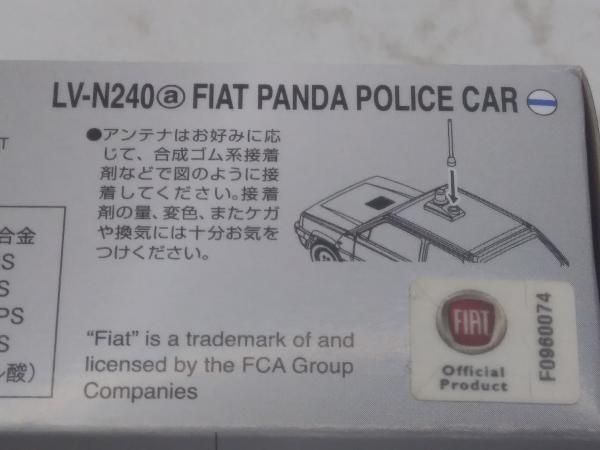 LV-N240ⓐ FIAT PANDA POLICE CAR
●アンテナはお好みに応
じて、合成ゴム系接着
剤などで図のように接
着してください。接着
剤の量、変色、またケガ
や換気には十分お気を
つけください。
T
合金
S
S
PS
S
酸）
“Fiat” is a trademark of and
licensed by the FCA Group
Companies
FIAT
Official
Product
F0960074